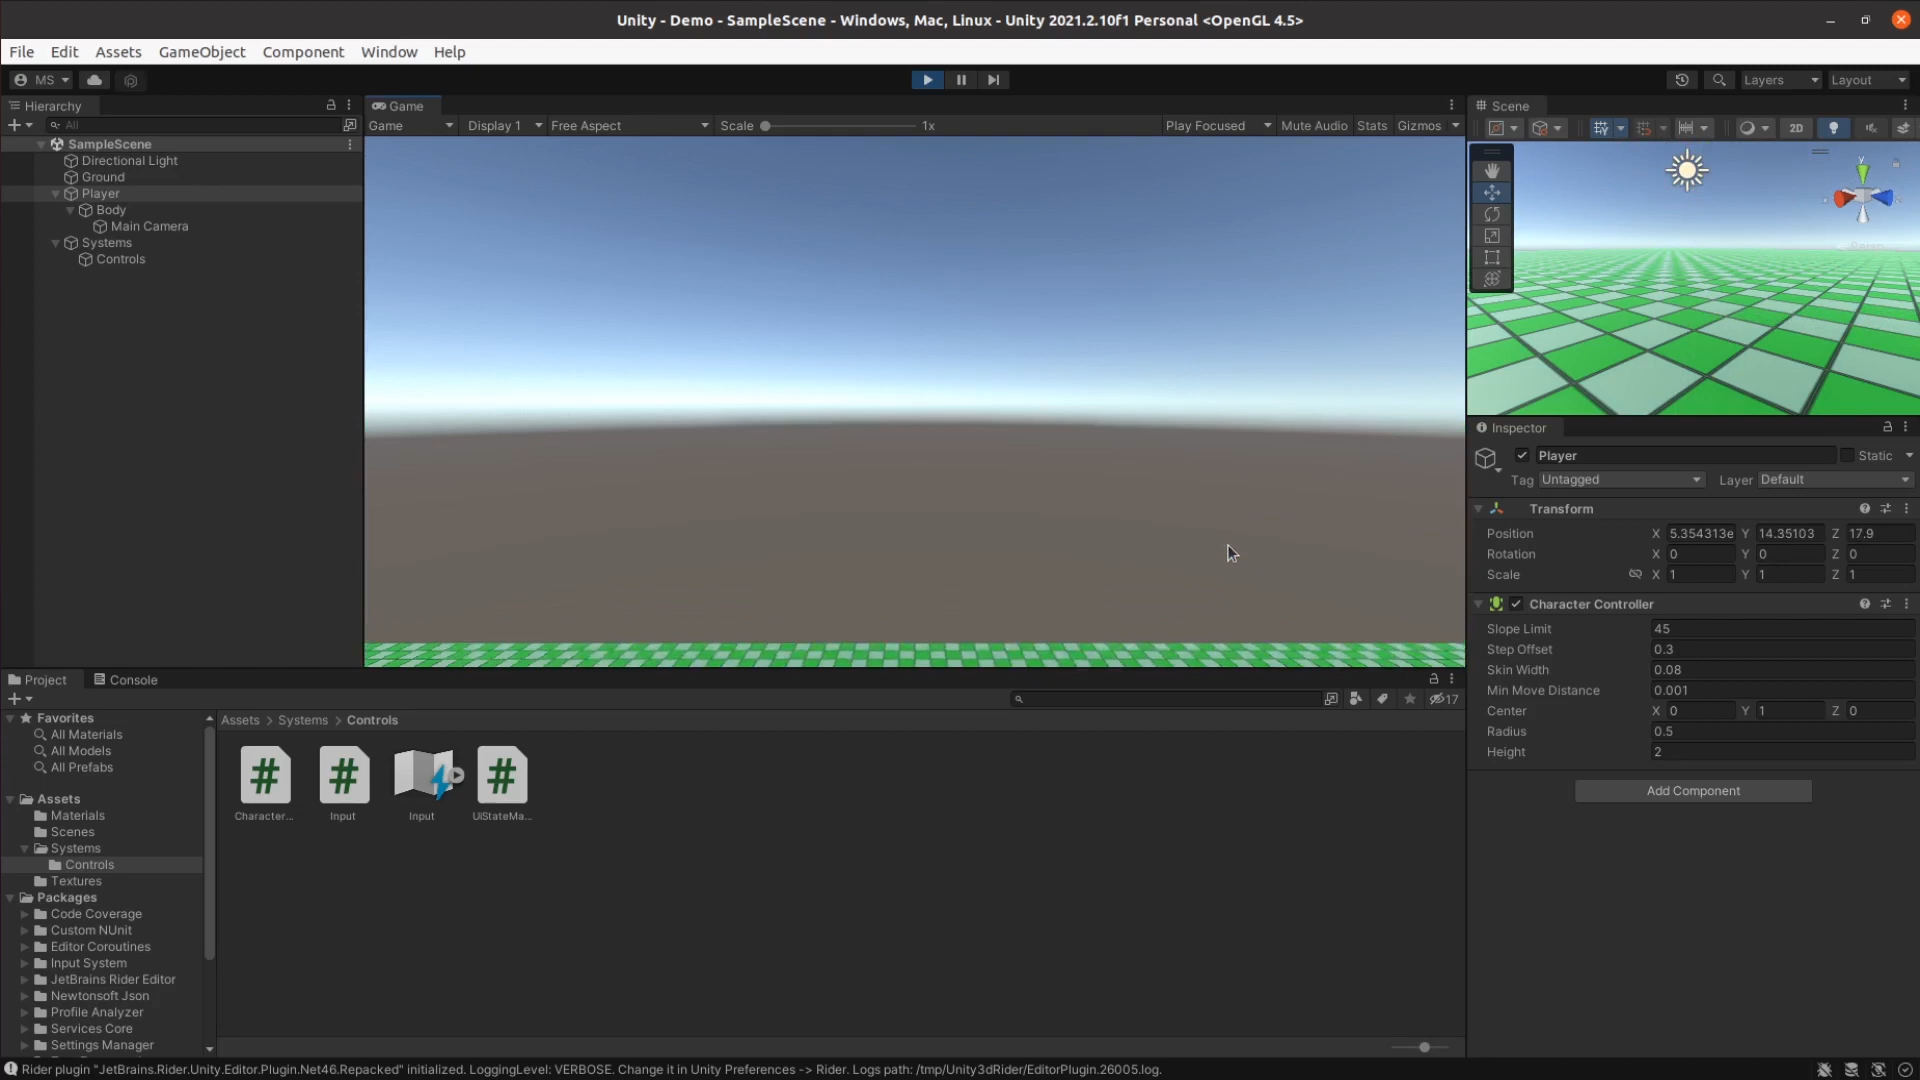 Unity - Demo - SampleScene - Windows, Mac, Linux - Unity 2021.2.10f1 Personal <OpenGL 4.5>
File Edit Assets GameObject Component Window Help
MS
Layers Layout
Hierarchy
All
SampleScene
Directional Light
Ground
Player
Body
Main Camera
Systems
Controls
Game
Game Display 1 Free Aspect Scale 1x Play Focused Mute Audio Stats Gizmos
Scene
2D
y
Inspector
Player Static
Tag Untagged Layer Default
Transform
Position X 5.354313e Y 14.35103 Z 17.9
Rotation X 0 Y 0 Z 0
Scale X 1 Y 1 Z 1
Character Controller
Slope Limit 45
Step Offset 0.3
Skin Width 0.08
Min Move Distance 0.001
Center X 0 Y 1 Z 0
Radius 0.5
Height 2
Add Component
Project Console
17
Favorites
All Materials
All Models
All Prefabs
Assets
Materials
Scenes
Systems
Controls
Textures
Packages
Code Coverage
Custom NUnit
Editor Coroutines
Input System
JetBrains Rider Editor
Newtonsoft Json
Profile Analyzer
Services Core
Settings Manager
Assets > Systems > Controls
Character...
Input
Input
UiStateMa...
Rider plugin "JetBrains.Rider.Unity.Editor.Plugin.Net46.Repacked" initialized. LoggingLevel: VERBOSE. Change it in Unity Preferences -> Rider. Logs path: /tmp/Unity3dRider/EditorPlugin.26005.log.